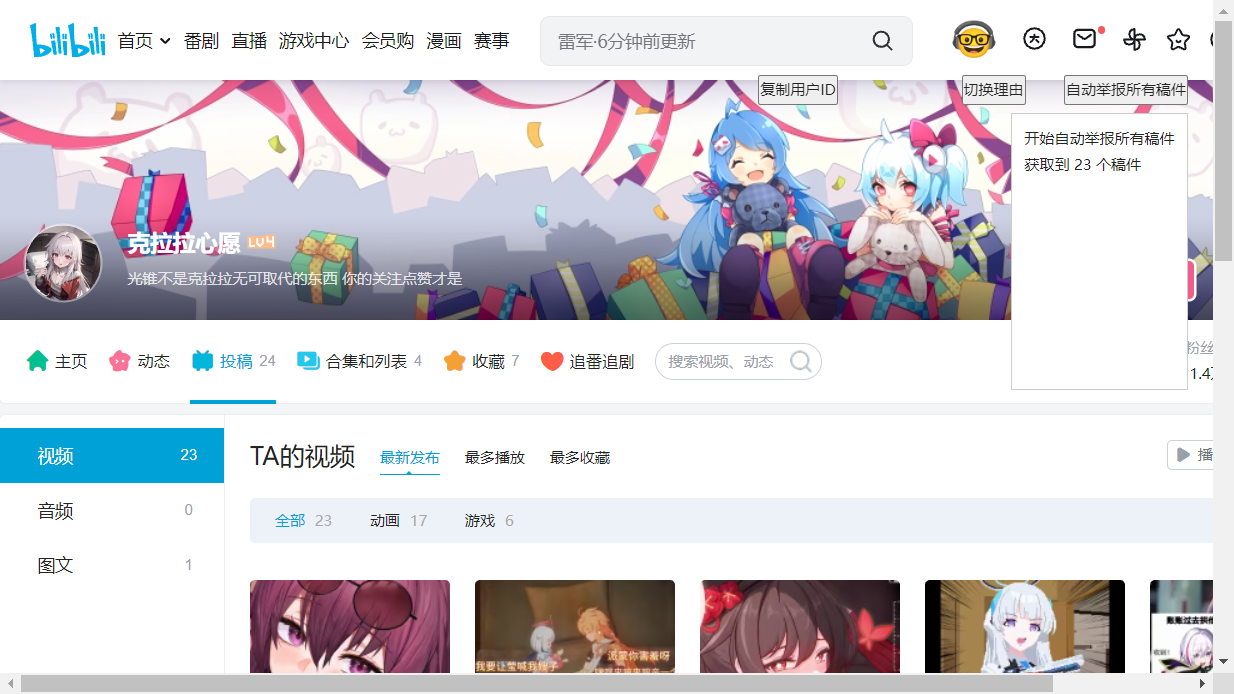 bilibili 首页 番剧 直播 游戏中心 会员购 漫画 赛事 雷军·6分钟前更新
复制用户ID 切换理由 自动举报所有稿件
开始自动举报所有稿件
获取到 23 个稿件
克拉拉心愿 LV4
光锥不是克拉拉无可取代的东西 你的关注点赞才是
主页 动态 投稿 24 合集和列表 4 收藏 7 追番追剧 搜索视频、动态
粉丝
1.4万
视频 23
音频 0
图文 1
TA的视频 最新发布 最多播放 最多收藏 播
全部 23 动画 17 游戏 6
派蒙你害羞呀
我要让莹喊我嫂子